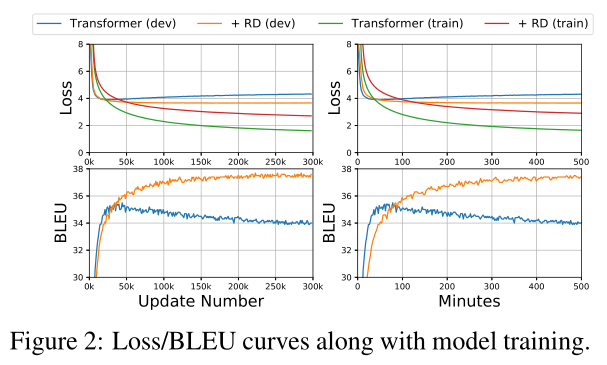 Transformer (dev) + RD (dev) Transformer (train) + RD (train)
8 8
6 6
Loss 4 Loss 4
2 2
0 0
0k 50k 100k 150k 200k 250k 300k 0 100 200 300 400 500
38 38
36 36
BLEU 34 BLEU 34
32 32
30 30
0k 50k 100k 150k 200k 250k 300k 0 100 200 300 400 500
Update Number Minutes
Figure 2: Loss/BLEU curves along with model training.